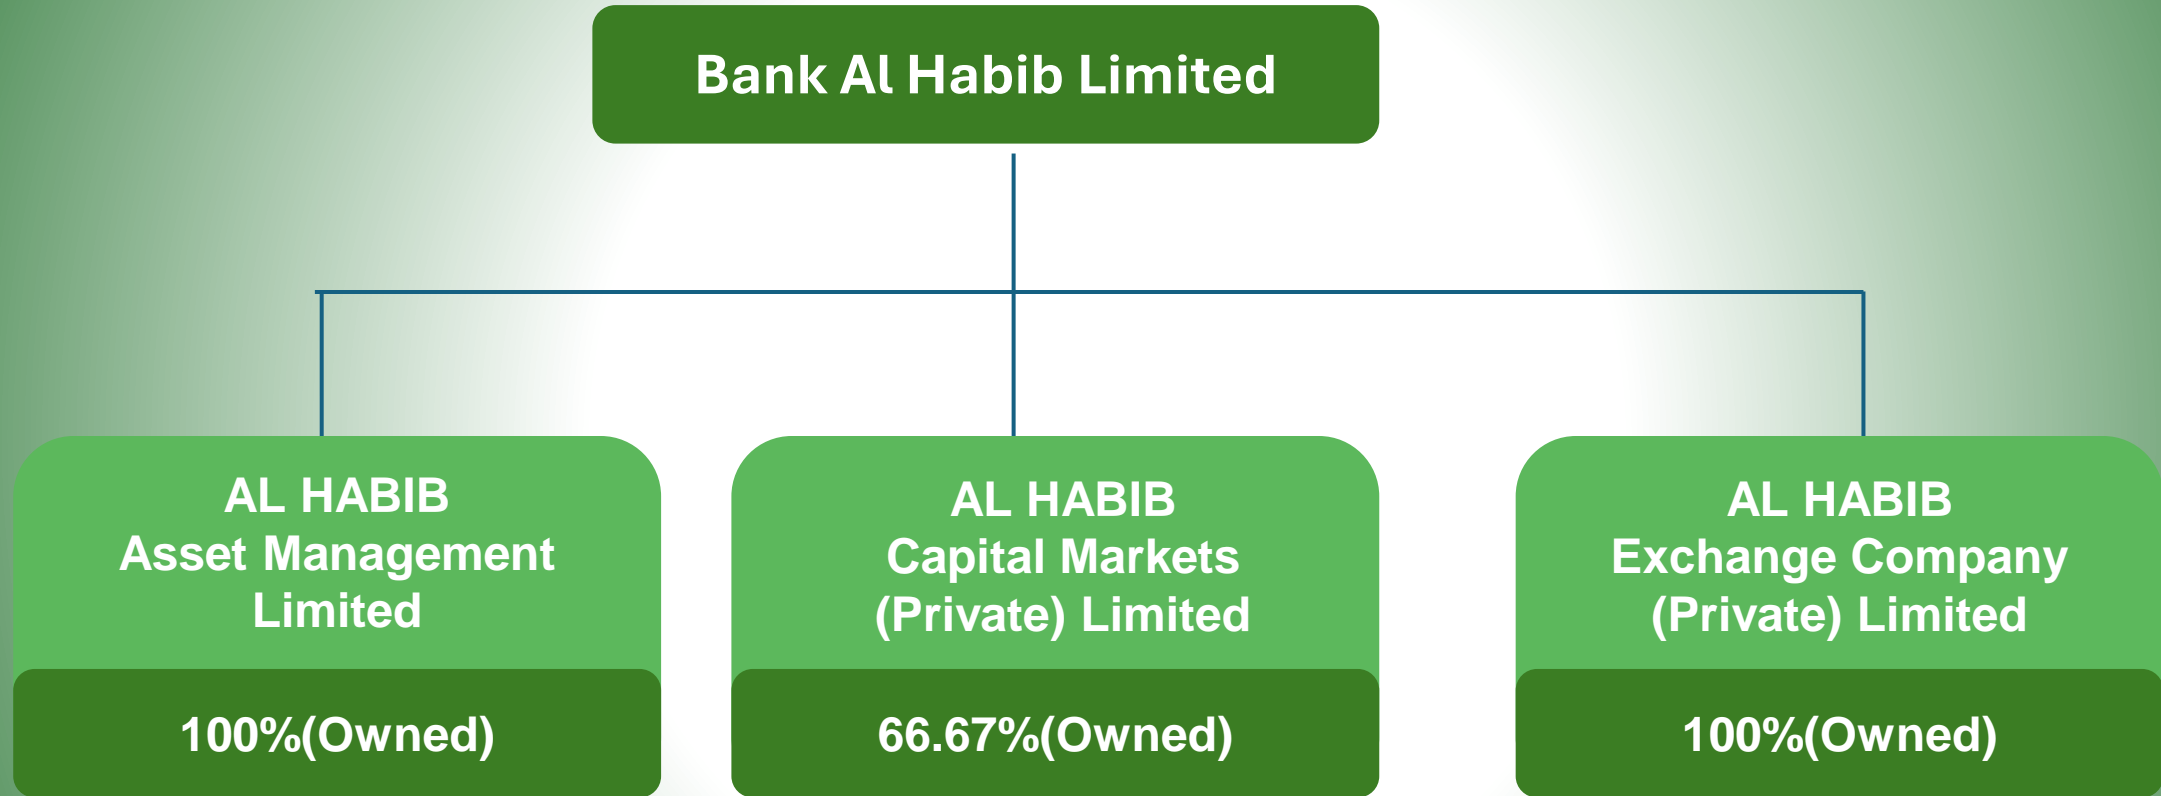 Bank Al Habib Limited
AL HABIB
Asset Management
Limited
100%(Owned)
AL HABIB
Capital Markets
(Private) Limited
66.67%(Owned)
AL HABIB
Exchange Company
(Private) Limited
100%(Owned)